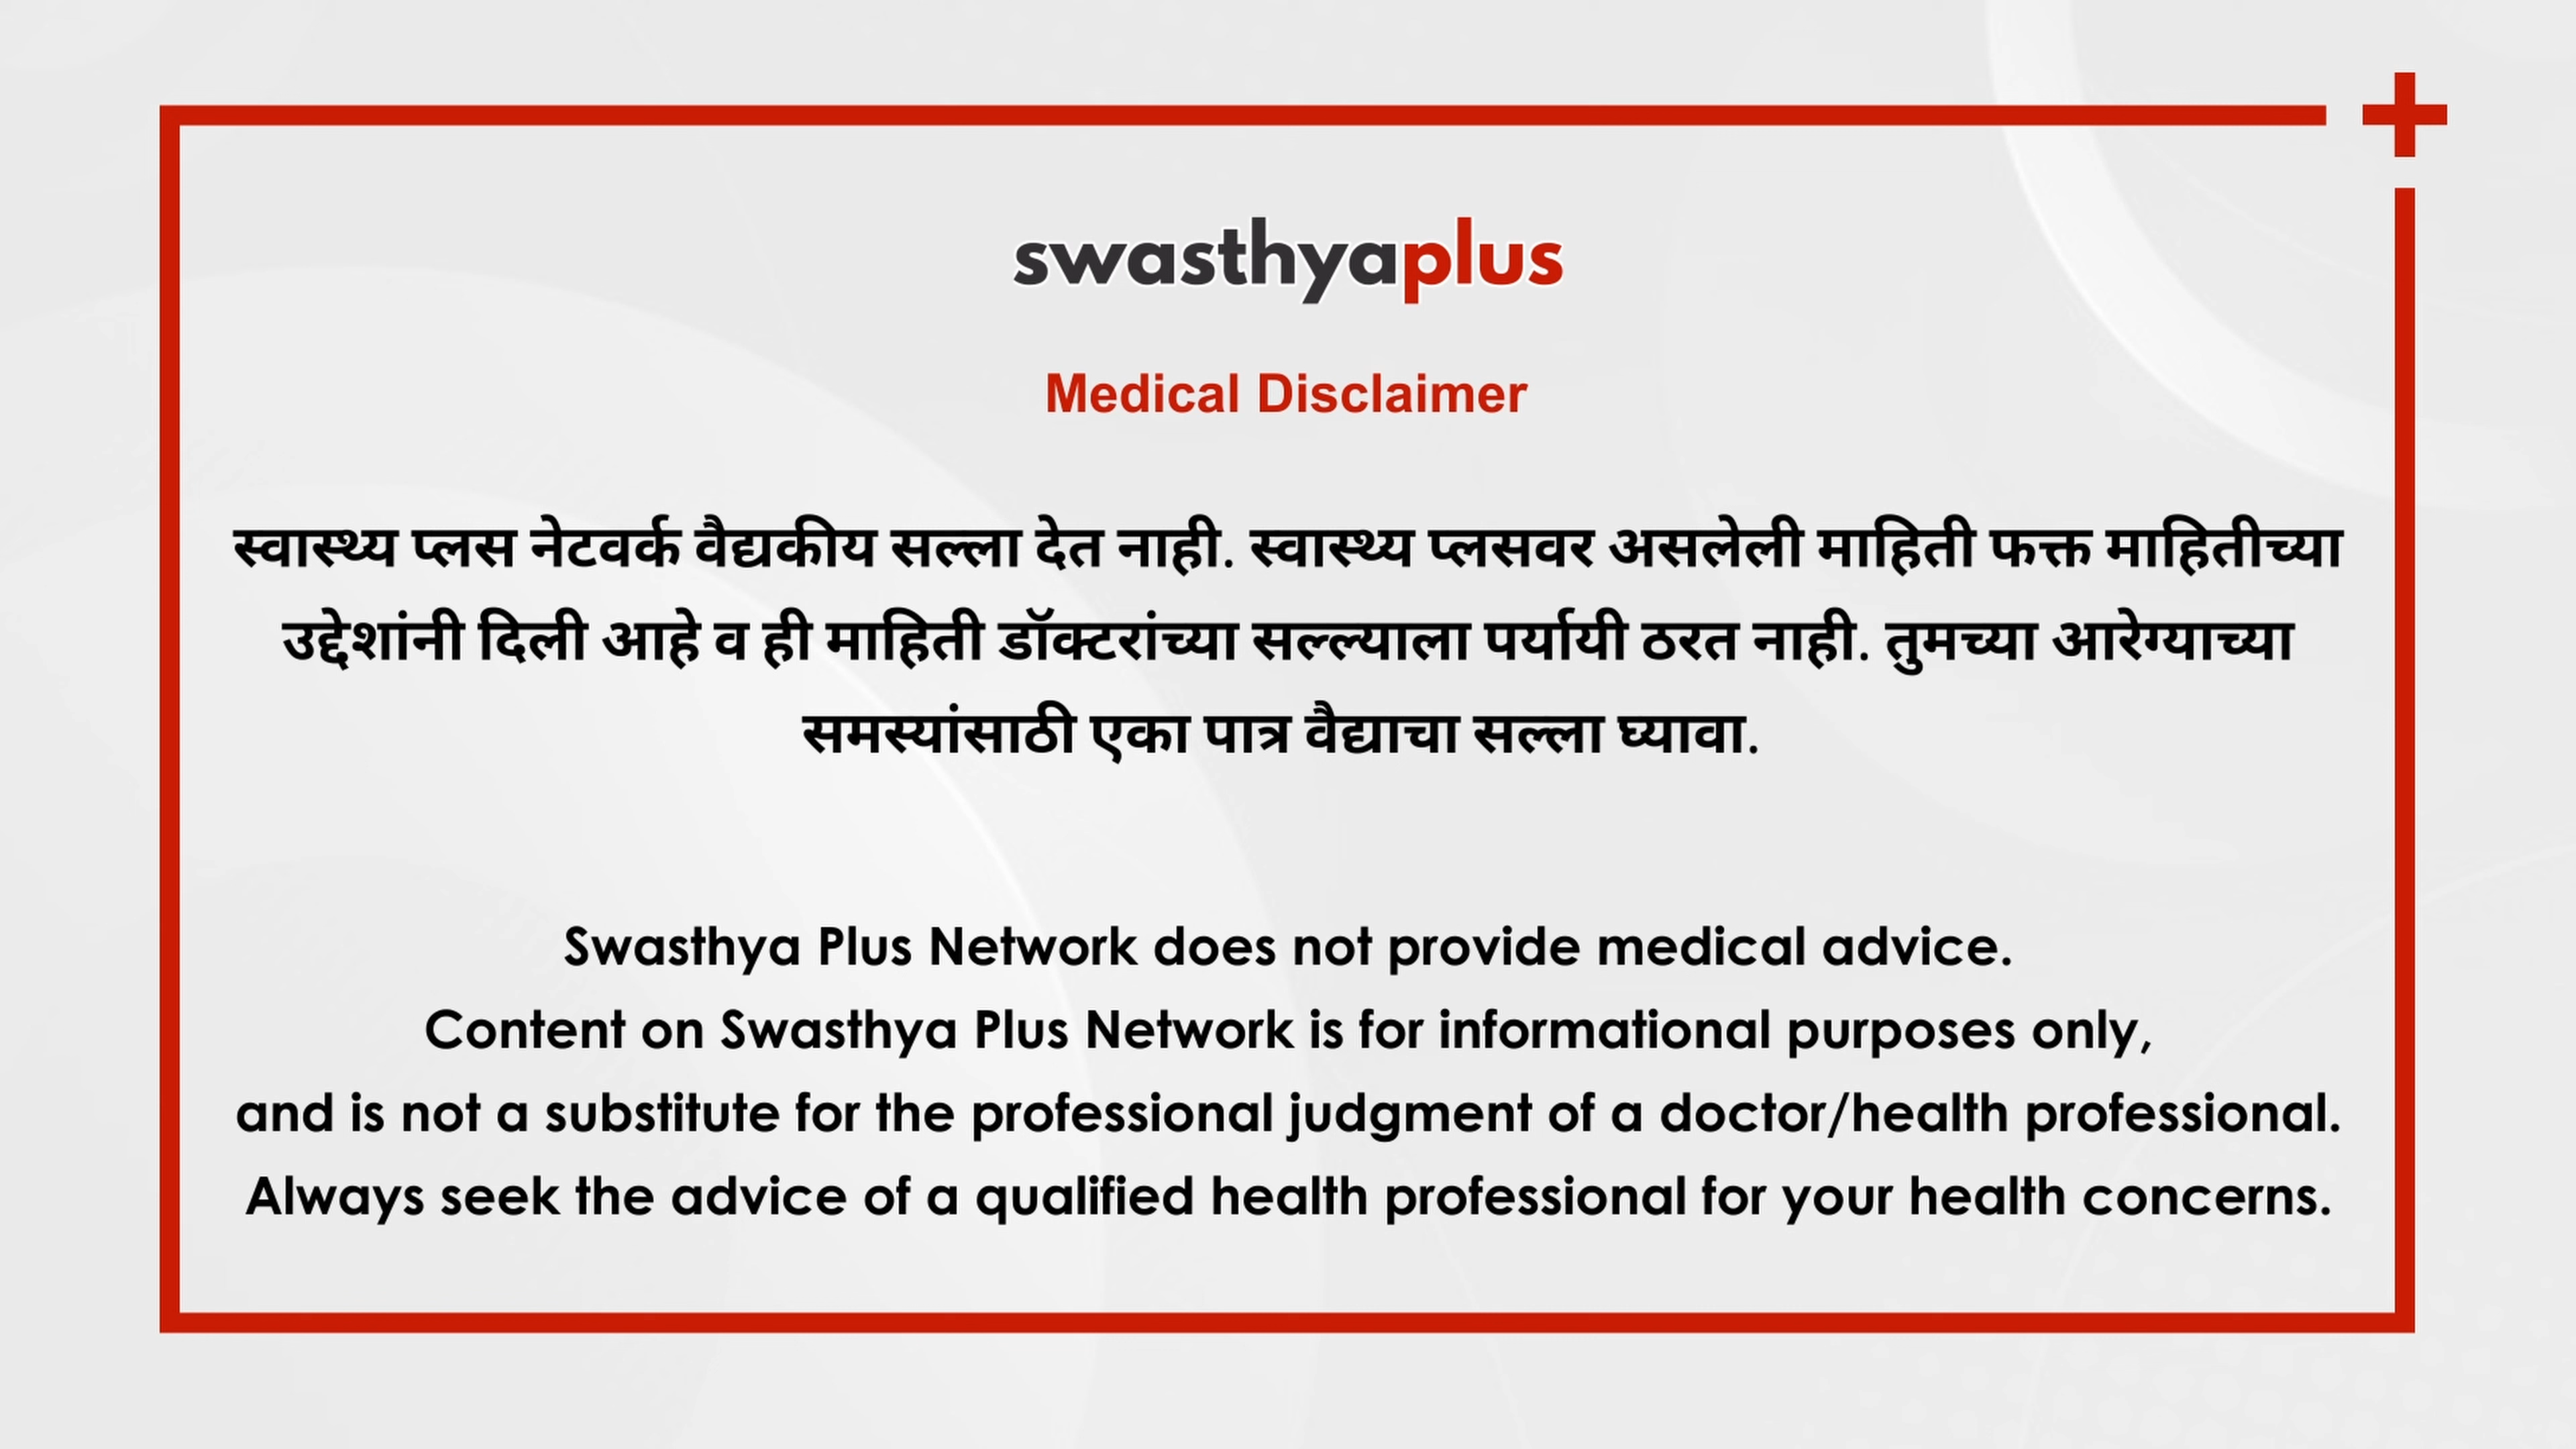 swasthyaplus
Medical Disclaimer
स्वास्थ्य प्लस नेटवर्क वैद्यकीय सल्ला देत नाही. स्वास्थ्य प्लसवर असलेली माहिती फक्त माहितीच्या
उद्देशांनी दिली आहे व ही माहिती डॉक्टरांच्या सल्ल्याला पर्यायी ठरत नाही. तुमच्या आरेग्याच्या
समस्यांसाठी एका पात्र वैद्याचा सल्ला घ्यावा.
Swasthya Plus Network does not provide medical advice.
Content on Swasthya Plus Network is for informational purposes only,
and is not a substitute for the professional judgment of a doctor/health professional.
Always seek the advice of a qualified health professional for your health concerns.